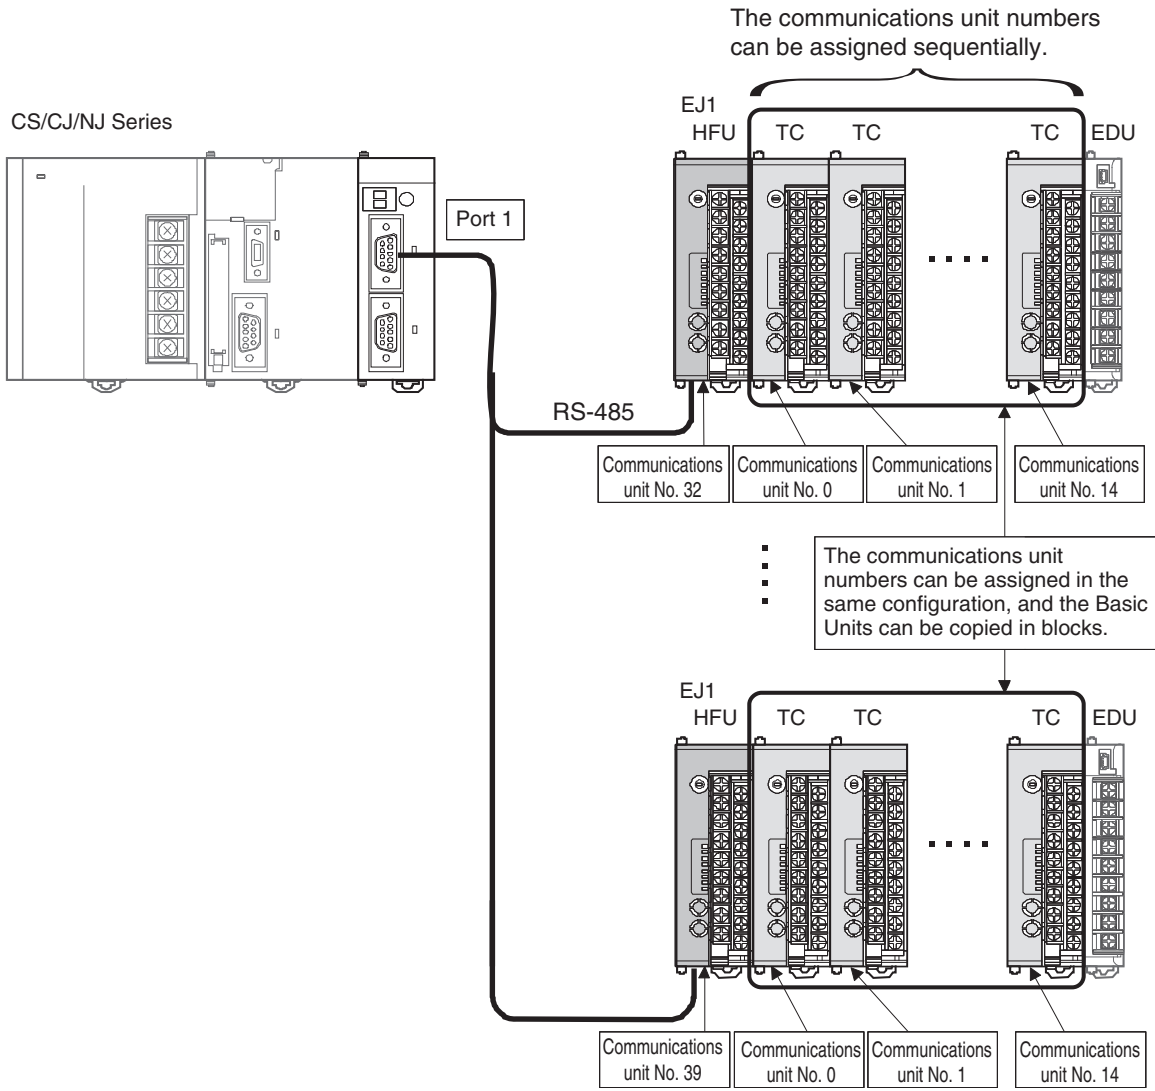 The communications unit numbers
can be assigned sequentially.
CS/CJ/NJ Series
EJ1
HFU TC TC TC EDU
Port 1
RS-485
Communications
unit No. 32
Communications
unit No. 0
Communications
unit No. 1
Communications
unit No. 14
The communications unit
numbers can be assigned in the
same configuration, and the Basic
Units can be copied in blocks.
EJ1
HFU TC TC TC EDU
Communications
unit No. 39
Communications
unit No. 0
Communications
unit No. 1
Communications
unit No. 14